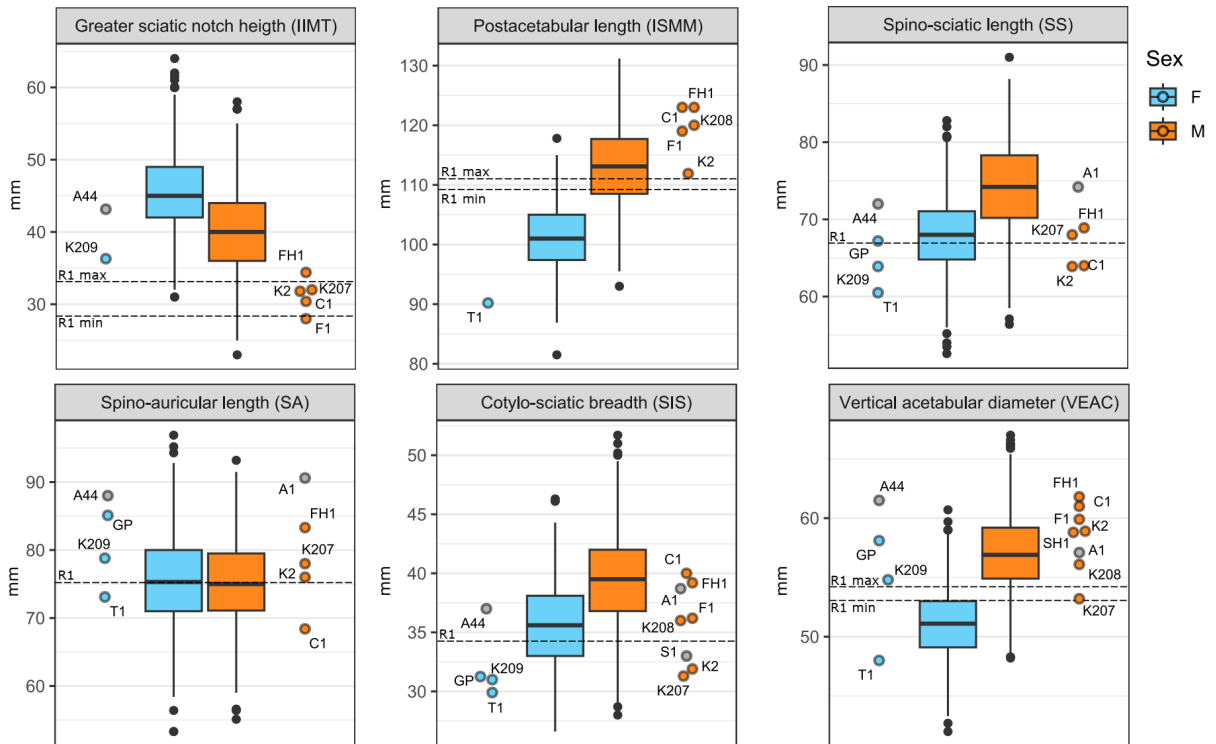 Greater sciatic notch heigth (IIMT)
Postacetabular length (ISMM)
Spino-sciatic length (SS)
Sex
F
M
mm
60
50
40
30
A44
K209
R1 max
R1 min
FH1
K2
K207
C1
F1
mm
130
120
110
100
90
80
R1 max
R1 min
T1
FH1
C1
K208
F1
K2
mm
90
80
70
60
A44
R1
GP
K209
T1
A1
FH1
K207
K2
C1
Spino-auricular length (SA)
Cotylo-sciatic breadth (SIS)
Vertical acetabular diameter (VEAC)
mm
90
80
70
60
A44
GP
K209
R1
T1
A1
FH1
K207
K2
C1
mm
50
45
40
35
30
A44
R1
K209
GP
T1
C1
FH1
A1
F1
K208
S1
K2
K207
mm
60
50
A44
GP
K209
R1 max
R1 min
T1
FH1
C1
F1
K2
SH1
A1
K208
K207